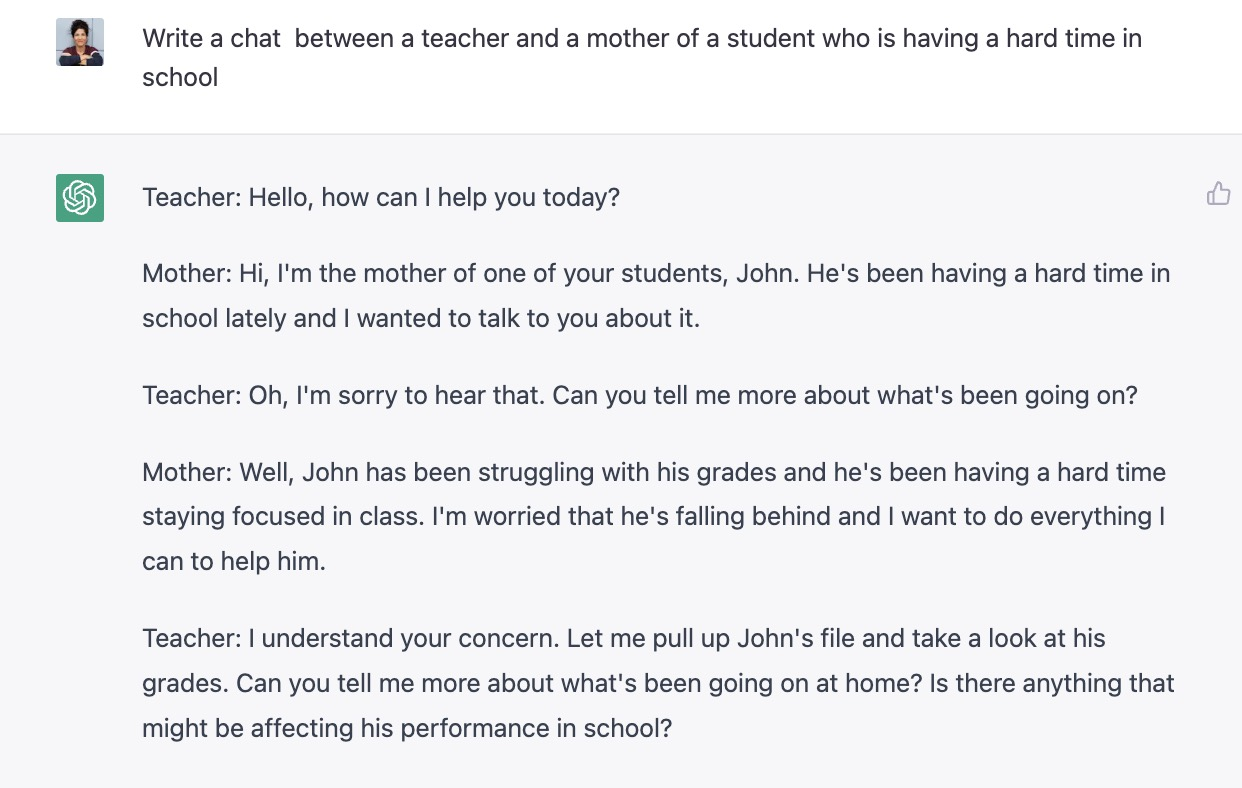 Write a chat  between a teacher and a mother of a student who is having a hard time in
school
Teacher: Hello, how can I help you today?
Mother: Hi, I'm the mother of one of your students, John. He's been having a hard time in
school lately and I wanted to talk to you about it.
Teacher: Oh, I'm sorry to hear that. Can you tell me more about what's been going on?
Mother: Well, John has been struggling with his grades and he's been having a hard time
staying focused in class. I'm worried that he's falling behind and I want to do everything I
can to help him.
Teacher: I understand your concern. Let me pull up John's file and take a look at his
grades. Can you tell me more about what's been going on at home? Is there anything that
might be affecting his performance in school?